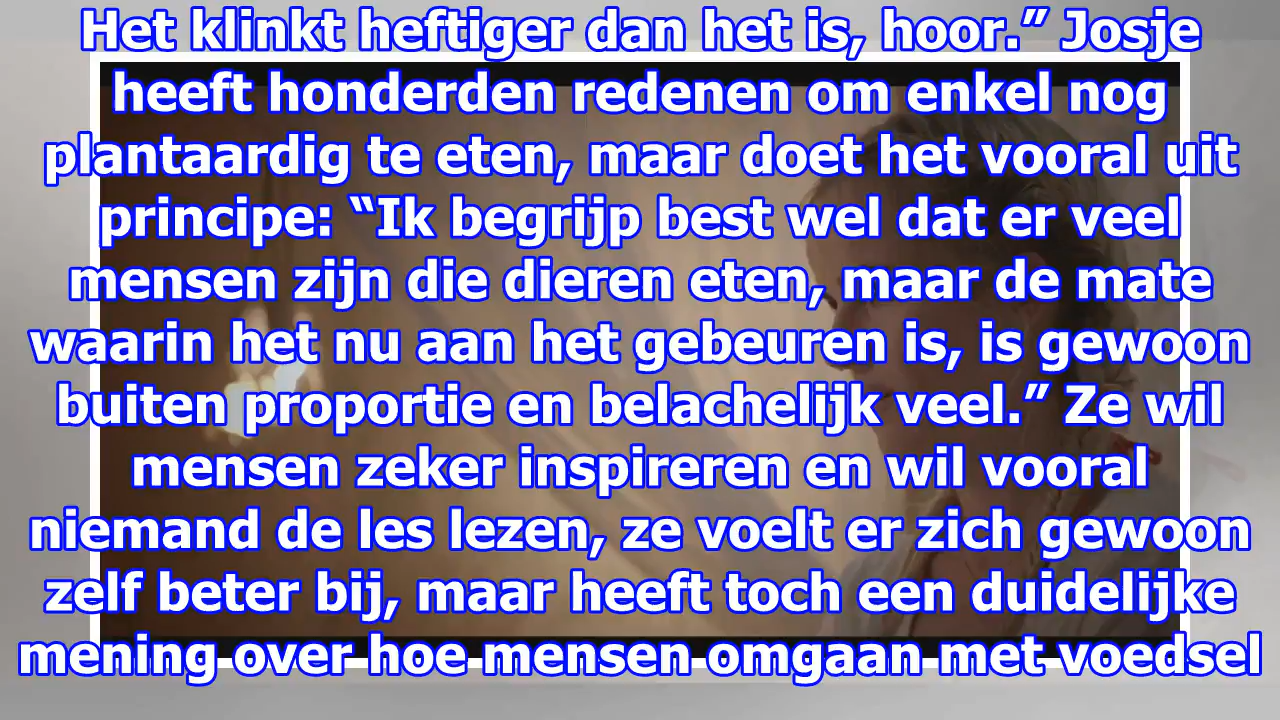 Het klinkt heftiger dan het is, hoor.” Josje
heeft honderden redenen om enkel nog
plantaardig te eten, maar doet het vooral uit
principe: “Ik begrijp best wel dat er veel
mensen zijn die dieren eten, maar de mate
waarin het nu aan het gebeuren is, is gewoon
buiten proportie en belachelijk veel.” Ze wil
mensen zeker inspireren en wil vooral
niemand de les lezen, ze voelt er zich gewoon
zelf beter bij, maar heeft toch een duidelijke
mening over hoe mensen omgaan met voedsel